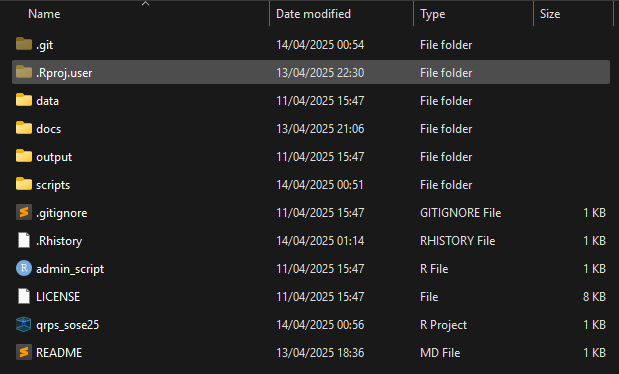 Name Date modified Type Size
.git 14/04/2025 00:54 File folder
.Rproj.user 13/04/2025 22:30 File folder
data 11/04/2025 15:47 File folder
docs 13/04/2025 21:06 File folder
output 11/04/2025 15:47 File folder
scripts 14/04/2025 00:51 File folder
.gitignore 11/04/2025 15:47 GITIGNORE File 1 KB
.Rhistory 14/04/2025 01:14 RHISTORY File 1 KB
admin_script 11/04/2025 15:47 R File 1 KB
LICENSE 11/04/2025 15:47 File 8 KB
qrps_sose25 14/04/2025 00:56 R Project 1 KB
README 13/04/2025 18:36 MD File 1 KB